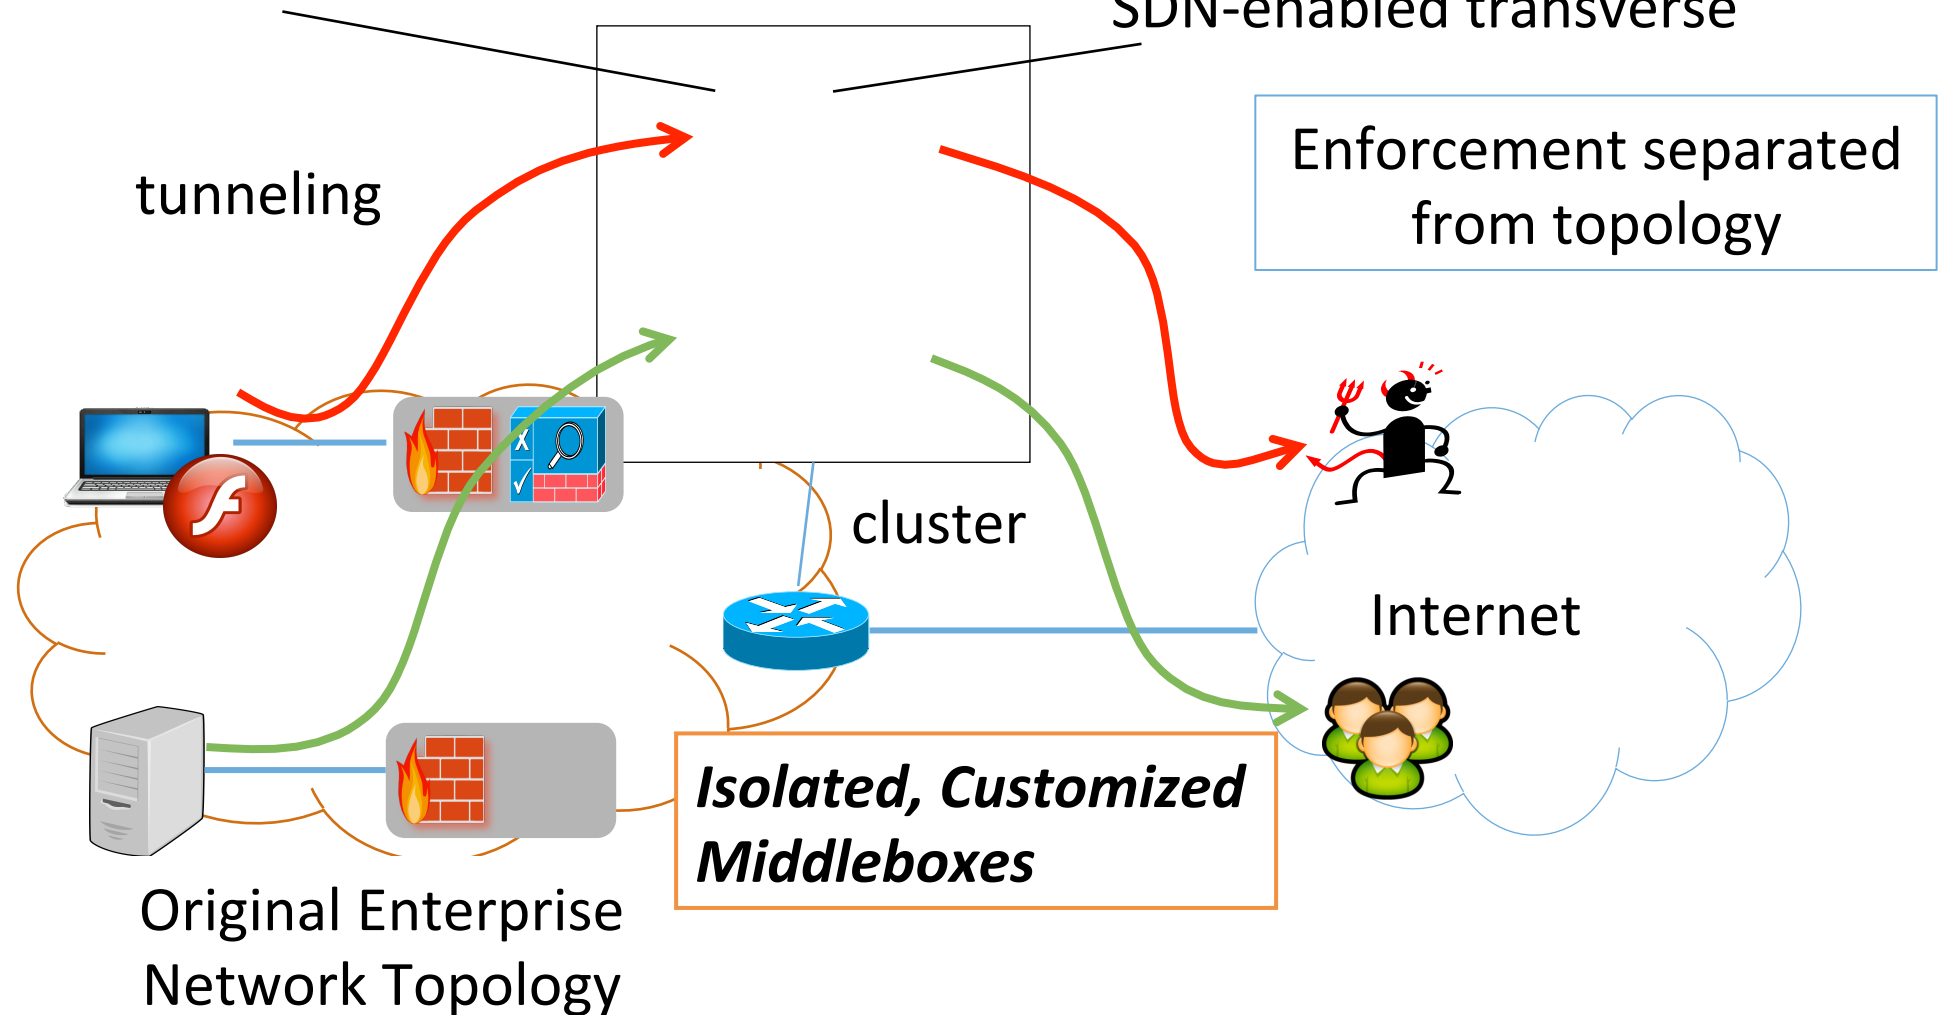 SDN-enabled transverse
Enforcement separated
from topology
tunneling
cluster
Internet
Isolated, Customized
Middleboxes
Original Enterprise
Network Topology